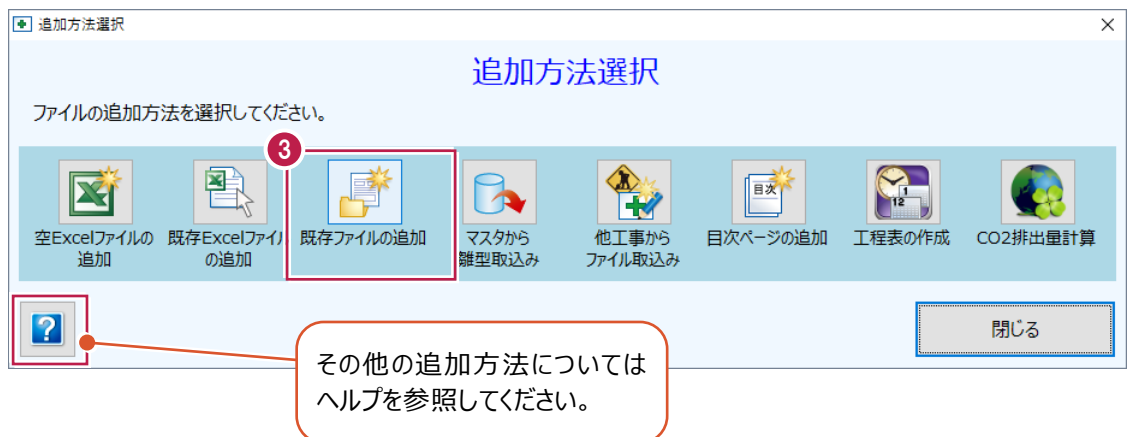 追加方法選択
追加方法選択
ファイルの追加方法を選択してください。
3
目次
12
1
空Excelファイルの
追加
既存Excelファイル
の追加
既存ファイルの追加
マスタから
雛型取込み
他工事から
ファイル取込み
目次ページの追加
工程表の作成
CO2排出量計算
?
閉じる
その他の追加方法については
ヘルプを参照してください。